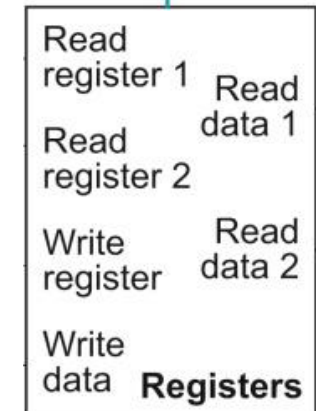 Read
register 1
Read
data 1
Read
register 2
Write
register
Read
data 2
Write
data
Registers